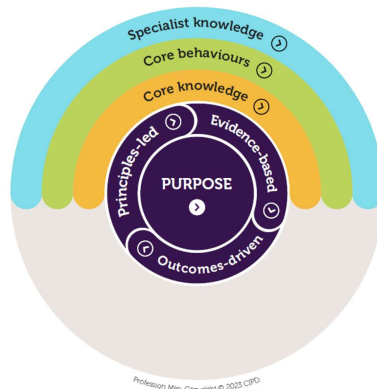 Specialist knowledge
Core behaviours
Core knowledge
Principles-led
Evidence-based
PURPOSE
Outcomes-driven
Profession Map. Copyright © 2023 CIPD.